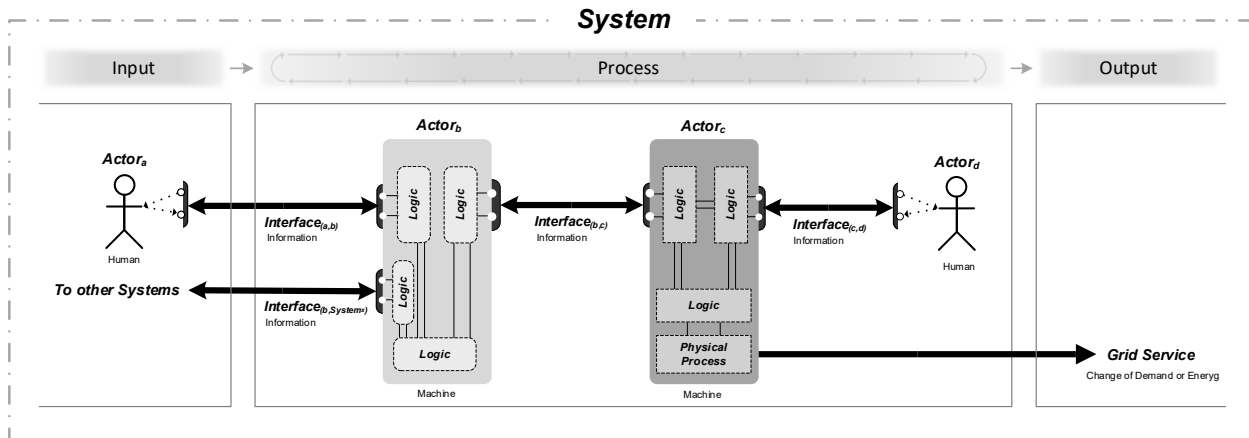 System
Input
Process
Output
Actor_b
Actor_c
Actor_a
Actor_d
Logic
Logic
Logic
Logic
Interface_(a,b)
Information
Interface_(b,c)
Information
Interface_(c,d)
Information
Human
Human
To other Systems
Logic
Interface_(b,Systemˣ)
Information
Logic
Logic
Physical
Process
Grid Service
Change of Demand or Eneryg
Machine
Machine